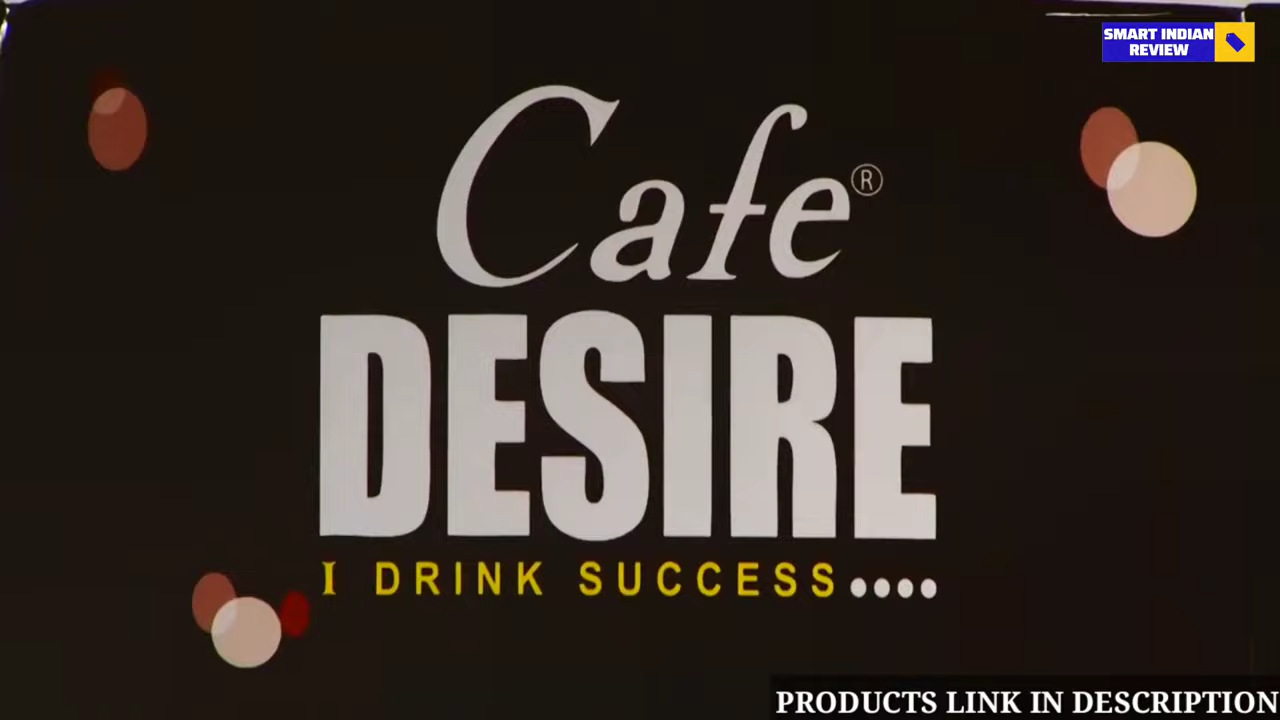 SMART INDIAN
REVIEW
Cafe®
DESIRE
I DRINK SUCCESS....
PRODUCTS LINK IN DESCRIPTION